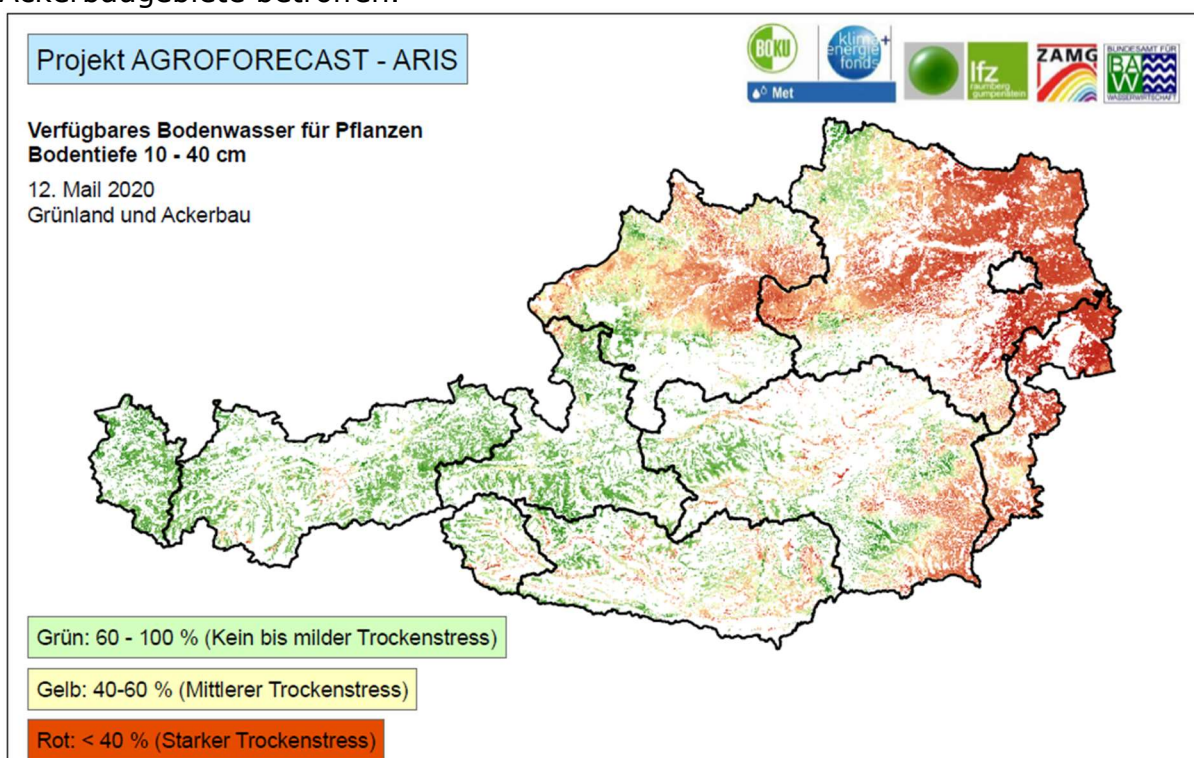 Ackerbaugebiete betroffen.
Projekt AGROFORECAST - ARIS
BOKU
Met
klima+
energie
fonds
lfz
raumberg
gumpenstein
ZAMG
BUNDESAMT FÜR
BAW
WASSERWIRTSCHAFT
Verfügbares Bodenwasser für Pflanzen
Bodentiefe 10 - 40 cm
12. Mail 2020
Grünland und Ackerbau
Grün: 60 - 100 % (Kein bis milder Trockenstress)
Gelb: 40-60 % (Mittlerer Trockenstress)
Rot: < 40 % (Starker Trockenstress)